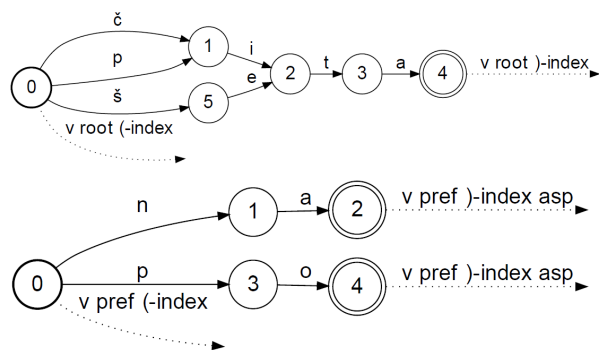 č
p
š
0
1
i
5
e
2
t
3
a
4
v root )-index
v root (-index
n
0
1
a
2
v pref )-index asp
p
3
o
4
v pref )-index asp
v pref (-index